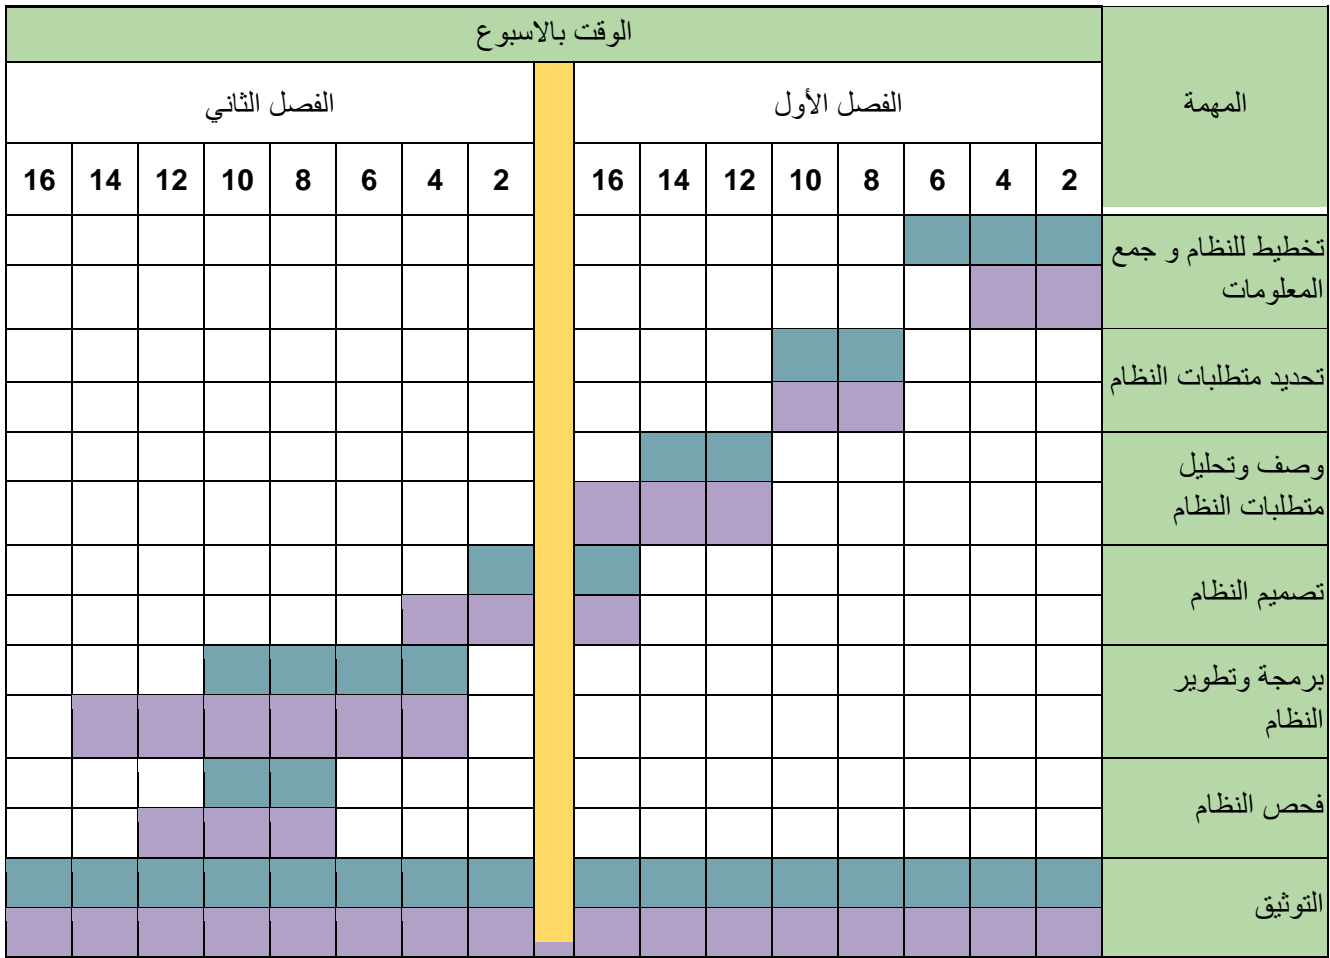 الوقت بالاسبوع
المهمة
الفصل الأول
الفصل الثاني
2 4 6 8 10 12 14 16
2 4 6 8 10 12 14 16
تخطيط للنظام و جمع
المعلومات
تحديد متطلبات النظام
وصف وتحليل
متطلبات النظام
تصميم النظام
برمجة وتطوير
النظام
فحص النظام
التوثيق